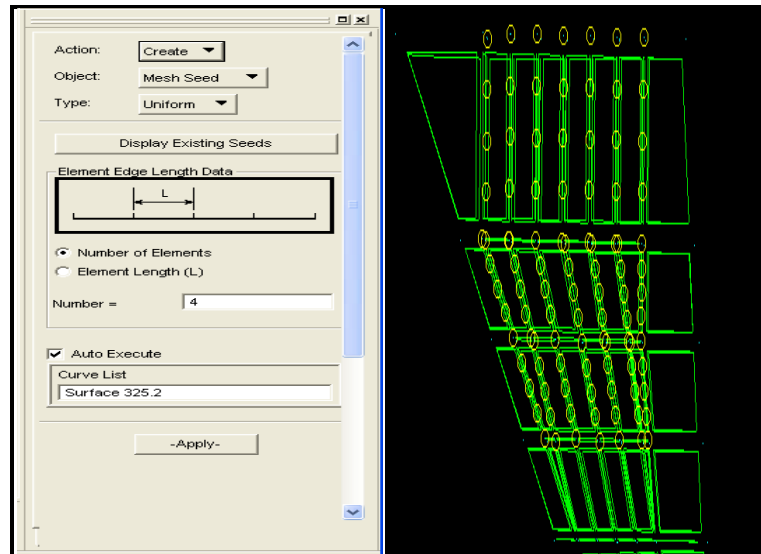 Action: Create
Object: Mesh Seed
Type: Uniform
Display Existing Seeds
Element Edge Length Data
L
Number of Elements
Element Length (L)
Number = 4
Auto Execute
Curve List
Surface 325.2
-Apply-